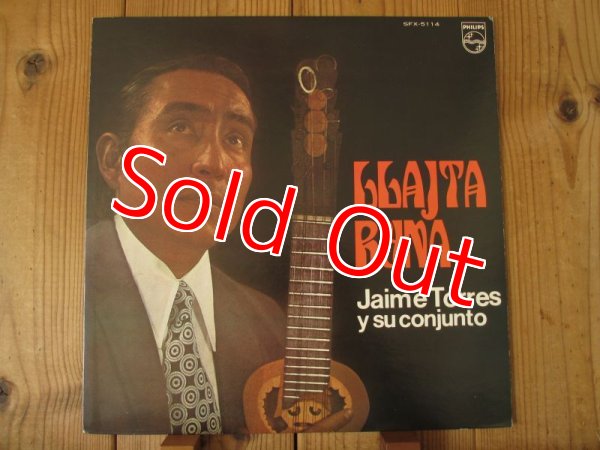 SFX-5114
PHILIPS
LLAJTA
RUNA
Sold Out
Jaime Torres
y su conjunto